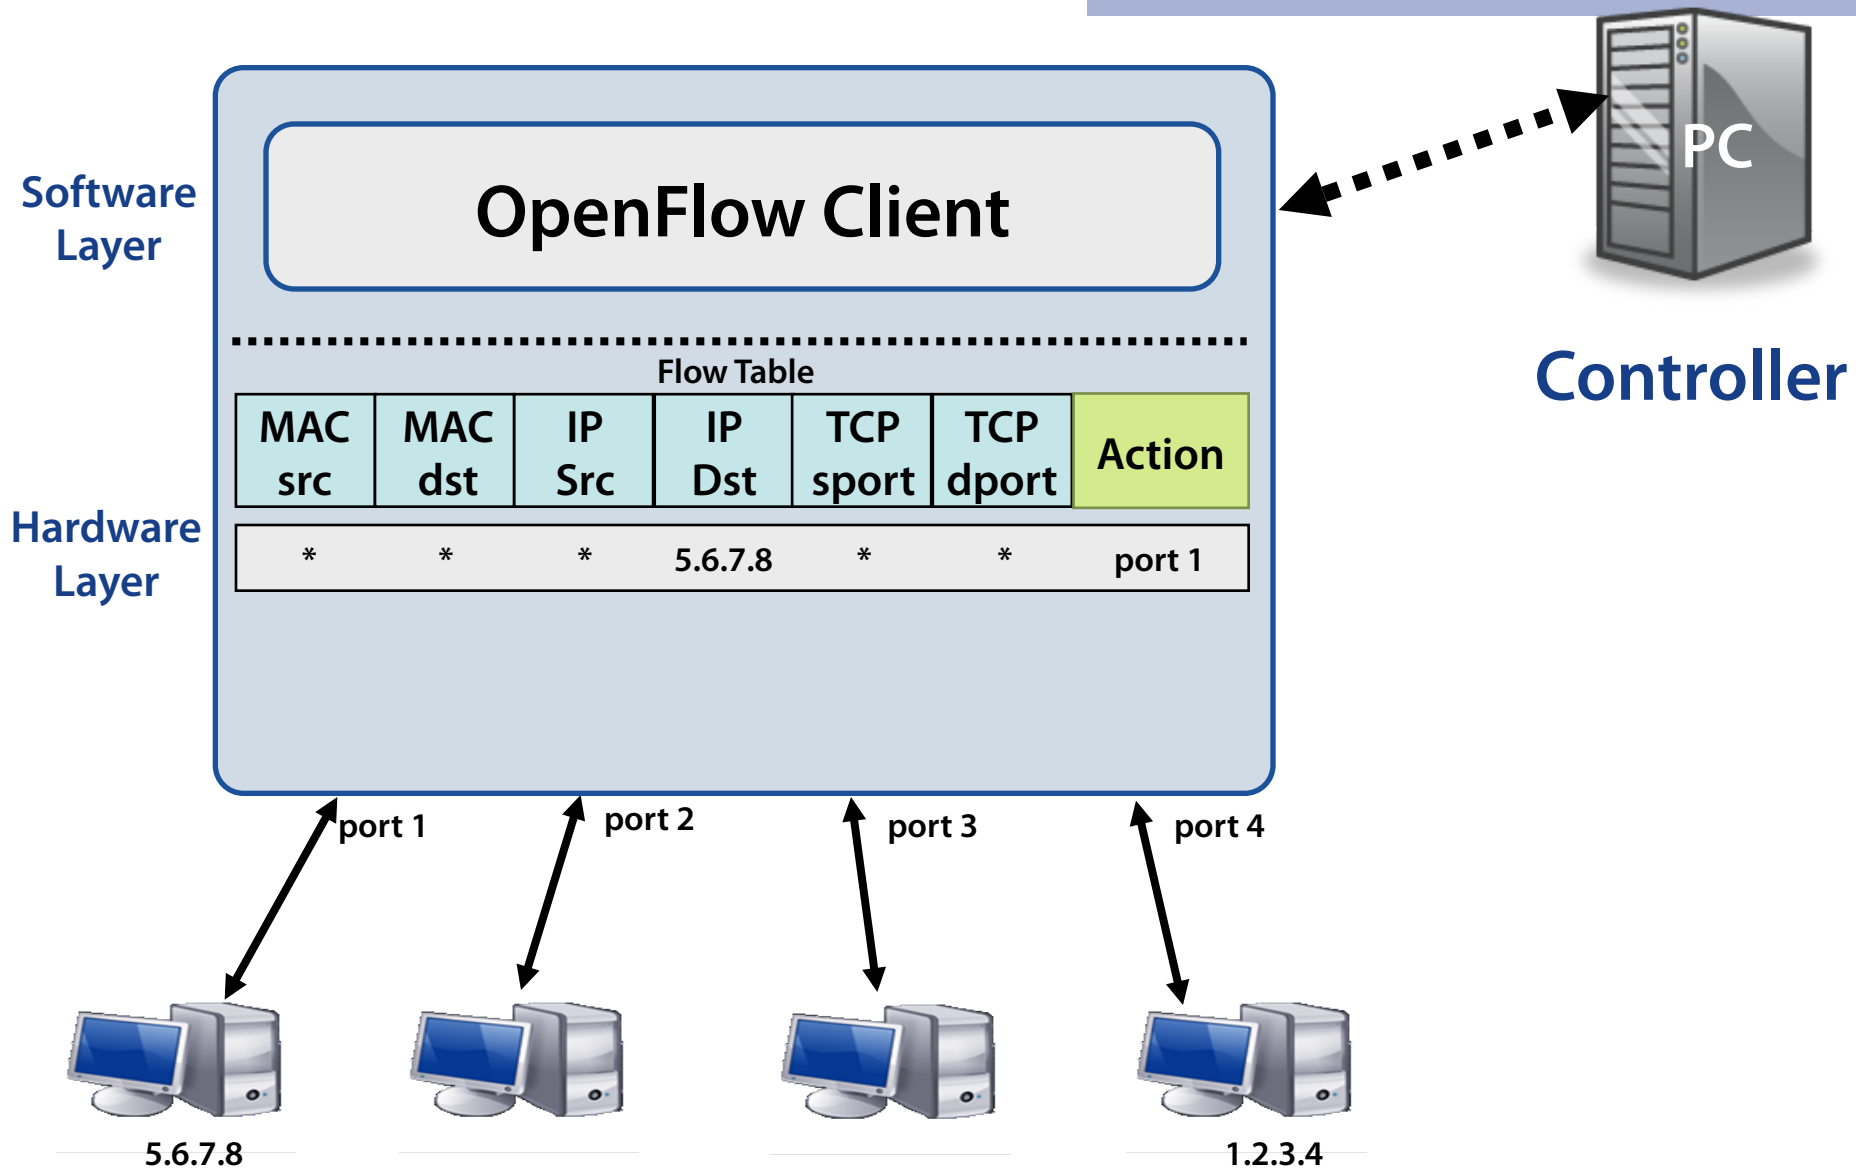 PC
Software
Layer
OpenFlow Client
Controller
Flow Table
MAC src
MAC dst
IP Src
IP Dst
TCP sport
TCP dport
Action
Hardware
Layer
* * * 5.6.7.8 * * port 1
port 1
port 2
port 3
port 4
5.6.7.8
1.2.3.4